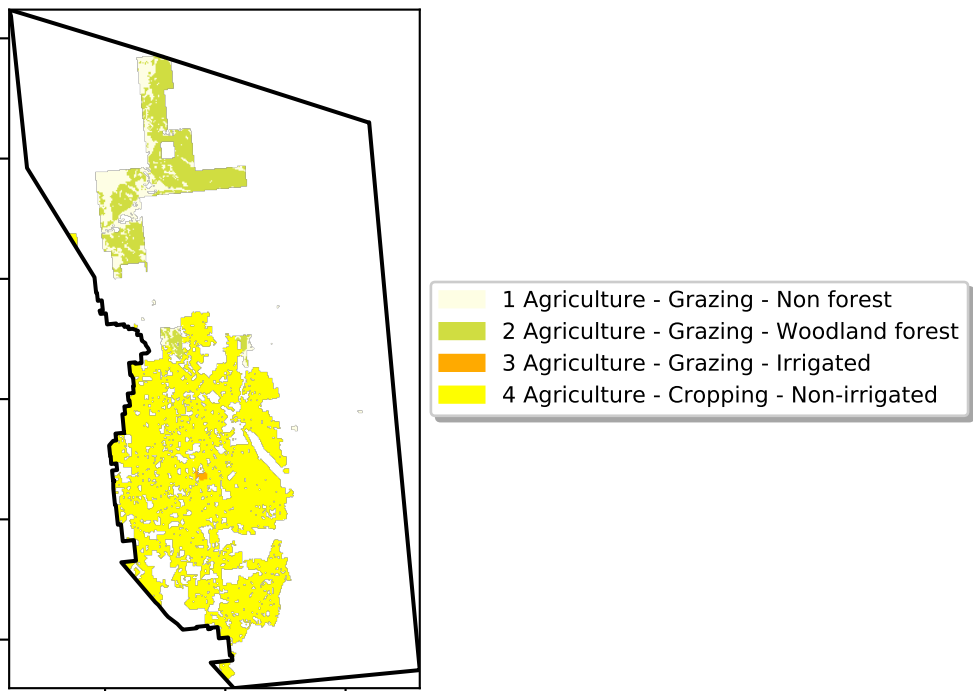 1 Agriculture - Grazing - Non forest
2 Agriculture - Grazing - Woodland forest
3 Agriculture - Grazing - Irrigated
4 Agriculture - Cropping - Non-irrigated